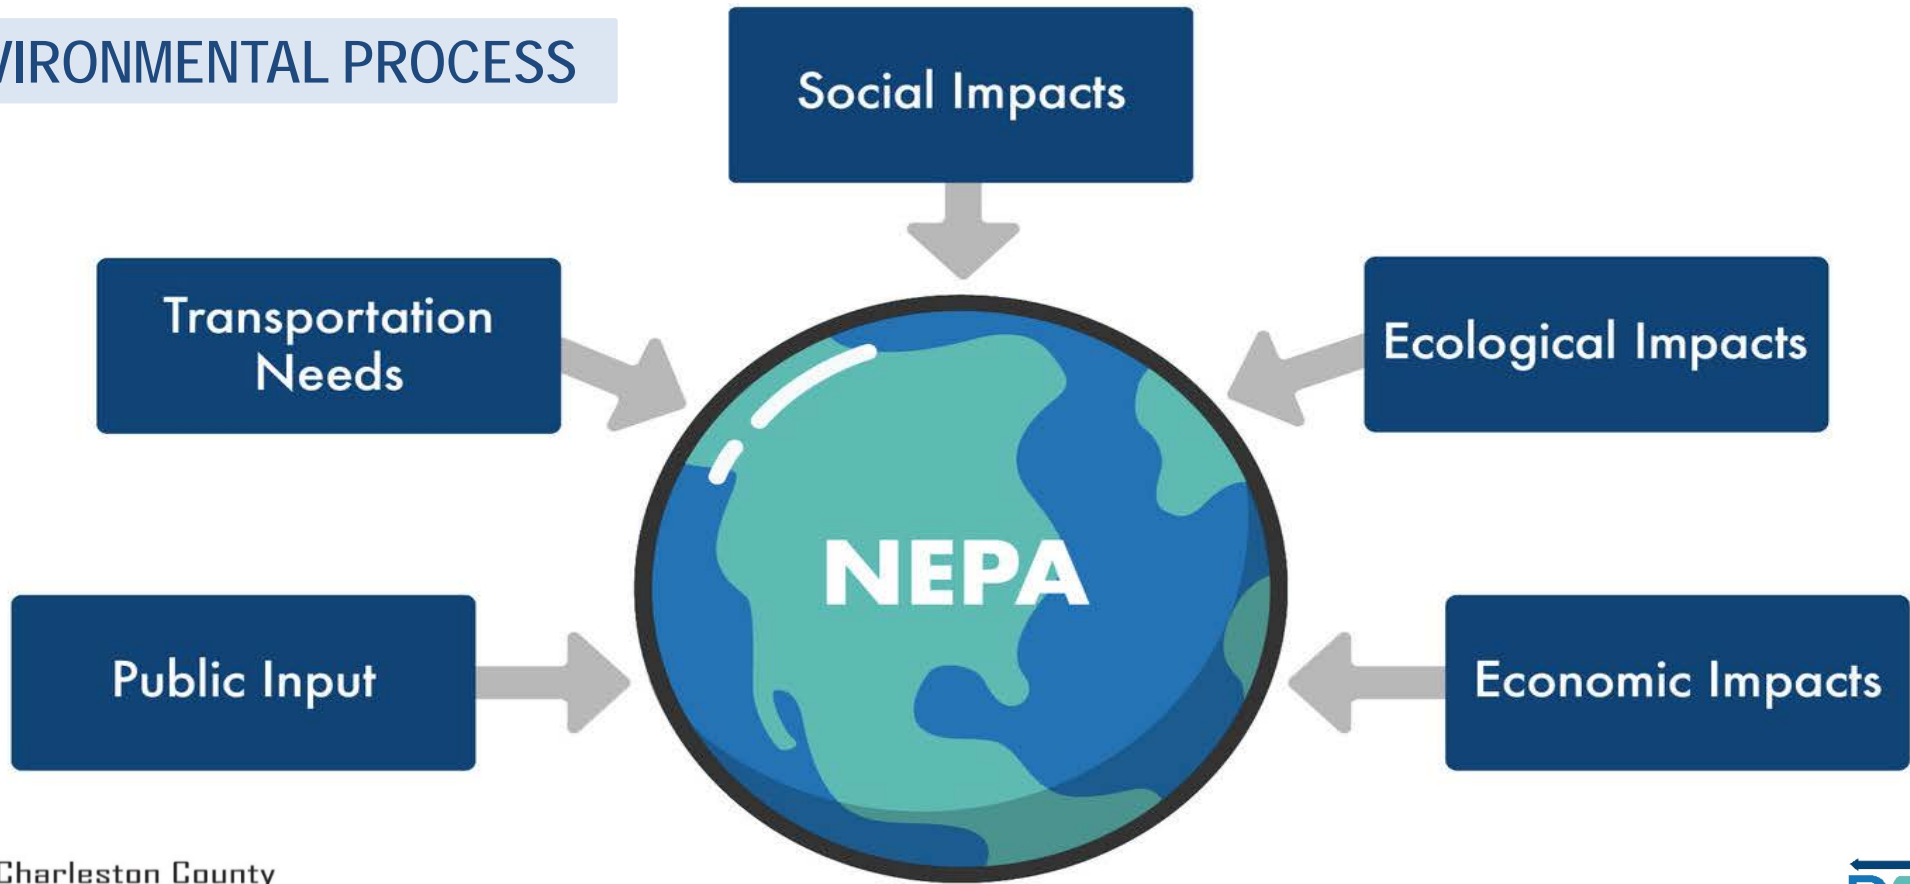 VIRONMENTAL PROCESS
Social Impacts
Transportation
Needs
Ecological Impacts
NEPA
Public Input
Economic Impacts
Charleston County